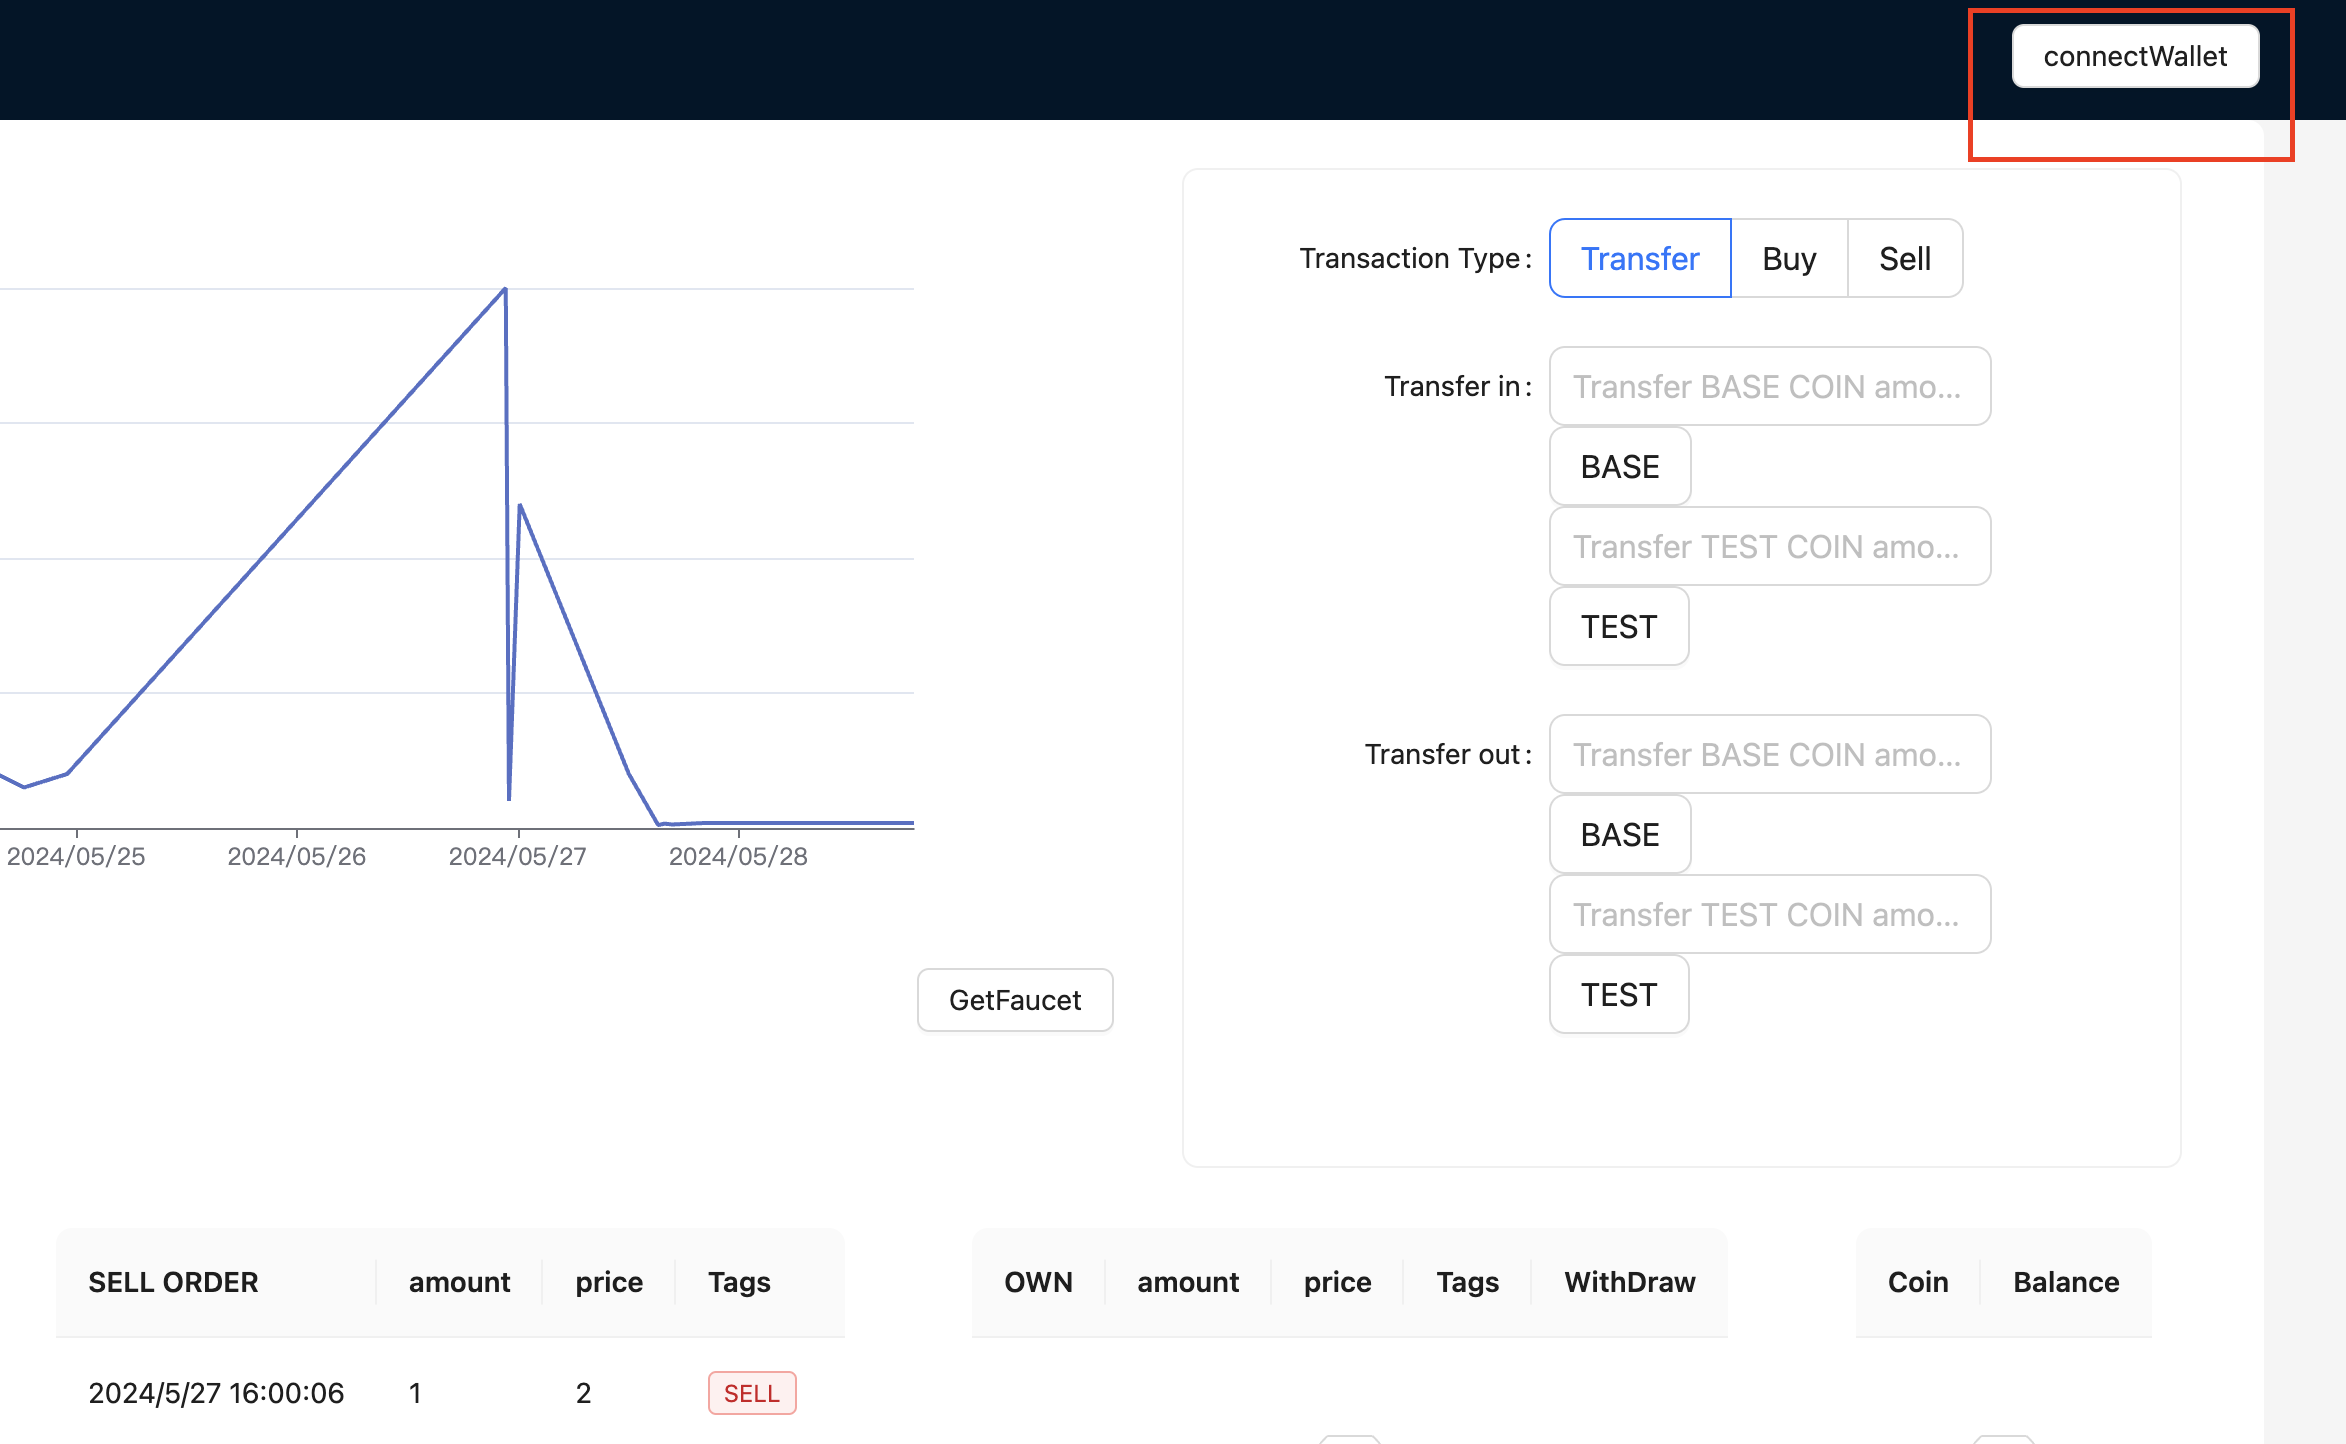 connectWallet
Transaction Type: Transfer Buy Sell
Transfer in: Transfer BASE COIN amo...
BASE
Transfer TEST COIN amo...
TEST
Transfer out: Transfer BASE COIN amo...
BASE
Transfer TEST COIN amo...
TEST
2024/05/25 2024/05/26 2024/05/27 2024/05/28
GetFaucet
SELL ORDER amount price Tags
2024/5/27 16:00:06 1 2 SELL
OWN amount price Tags WithDraw
Coin Balance